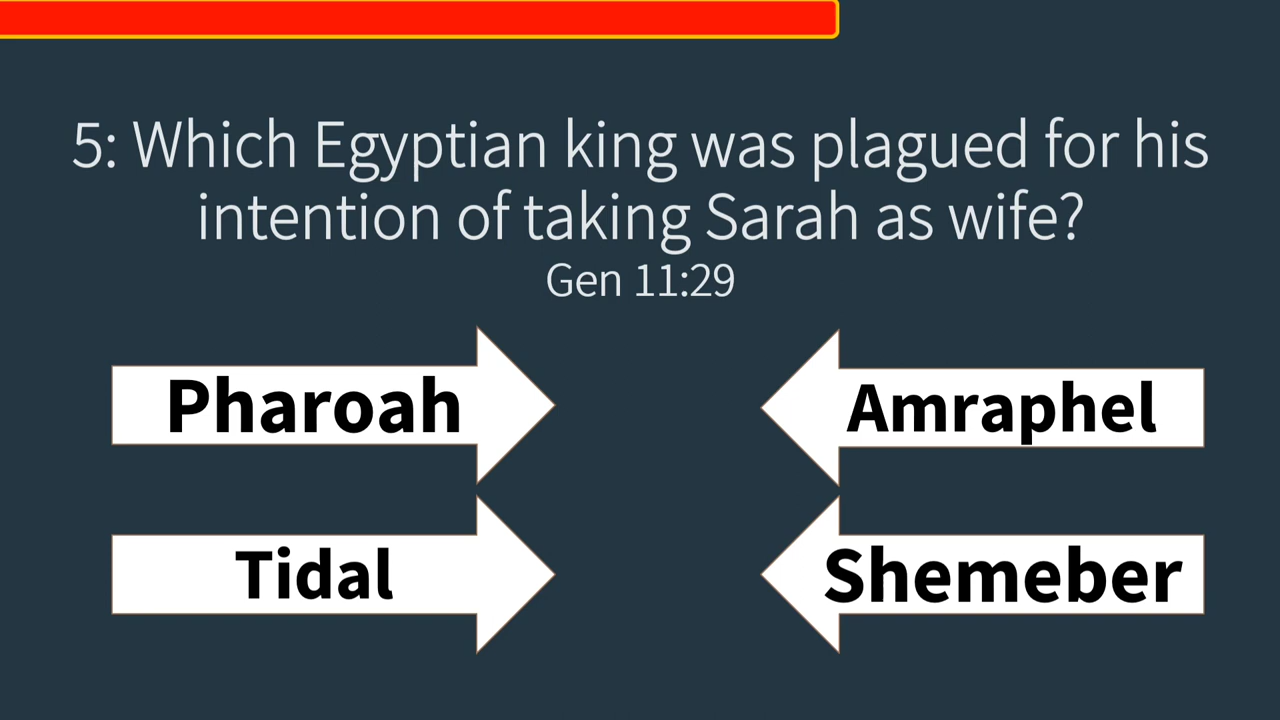 5: Which Egyptian king was plagued for his
intention of taking Sarah as wife?
Gen 11:29
Pharoah
Amraphel
Tidal
Shemeber